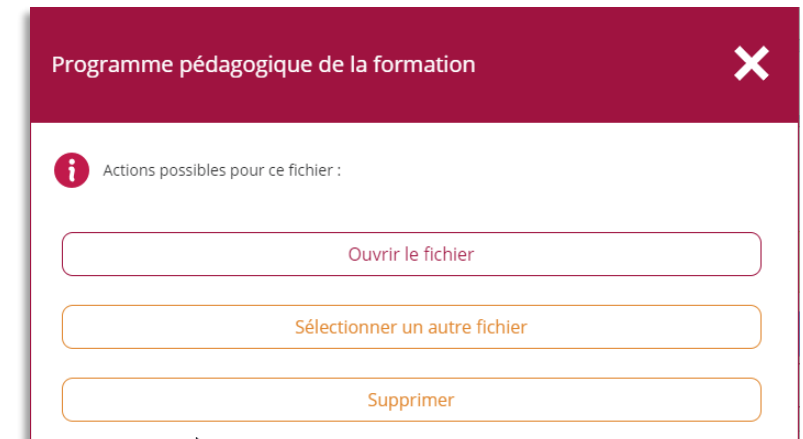 Programme pédagogique de la formation
Actions possibles pour ce fichier :
Ouvrir le fichier
Sélectionner un autre fichier
Supprimer